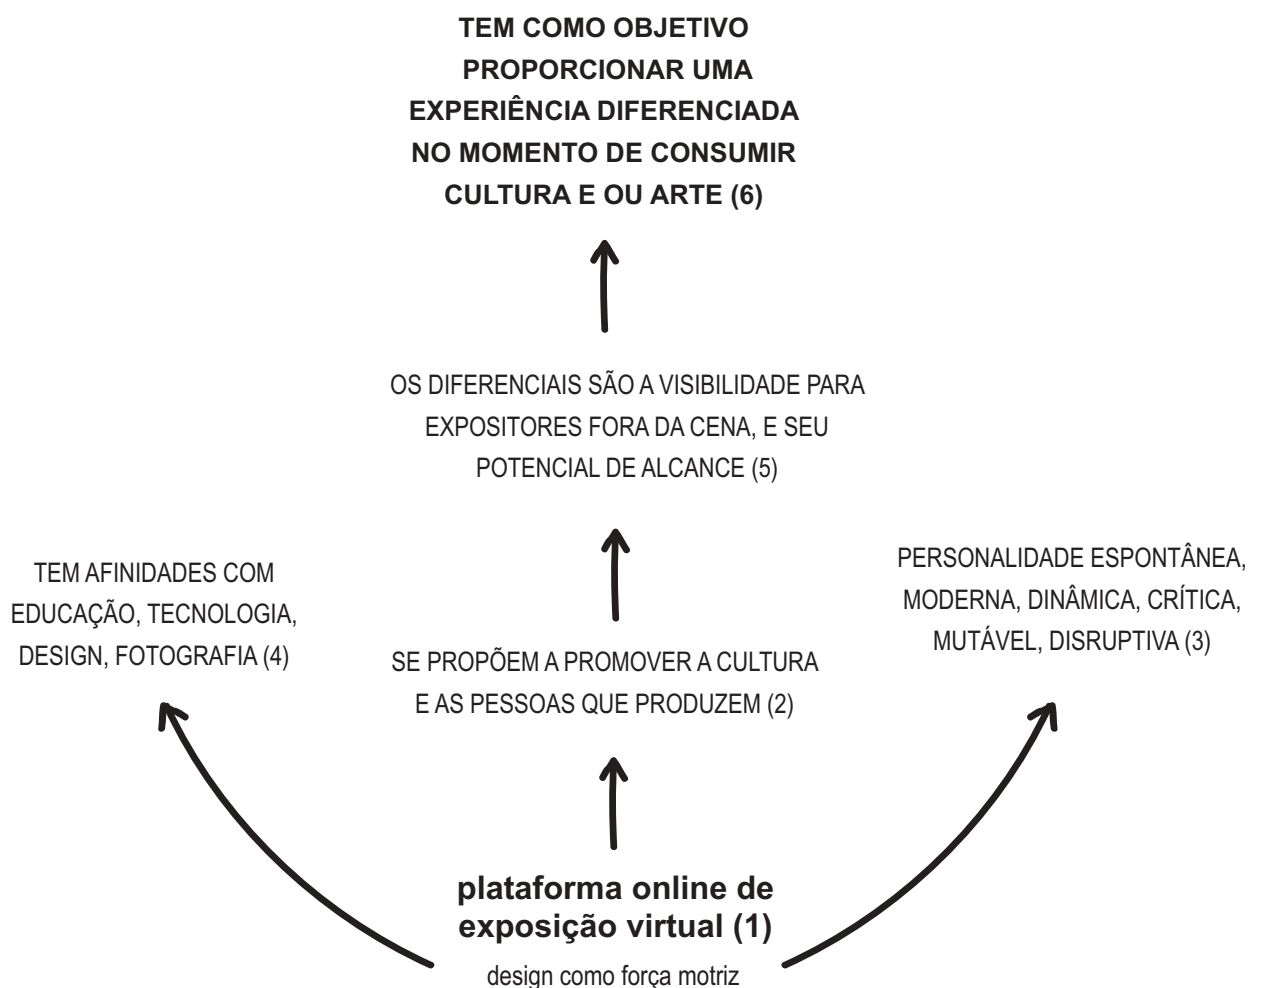 TEM COMO OBJETIVO
PROPORCIONAR UMA
EXPERIÊNCIA DIFERENCIADA
NO MOMENTO DE CONSUMIR
CULTURA E OU ARTE (6)
OS DIFERENCIAIS SÃO A VISIBILIDADE PARA
EXPOSITORES FORA DA CENA, E SEU
POTENCIAL DE ALCANCE (5)
TEM AFINIDADES COM
EDUCAÇÃO, TECNOLOGIA,
DESIGN, FOTOGRAFIA (4)
SE PROPÕEM A PROMOVER A CULTURA
E AS PESSOAS QUE PRODUZEM (2)
PERSONALIDADE ESPONTÂNEA,
MODERNA, DINÂMICA, CRÍTICA,
MUTÁVEL, DISRUPTIVA (3)
plataforma online de
exposição virtual (1)
design como força motriz